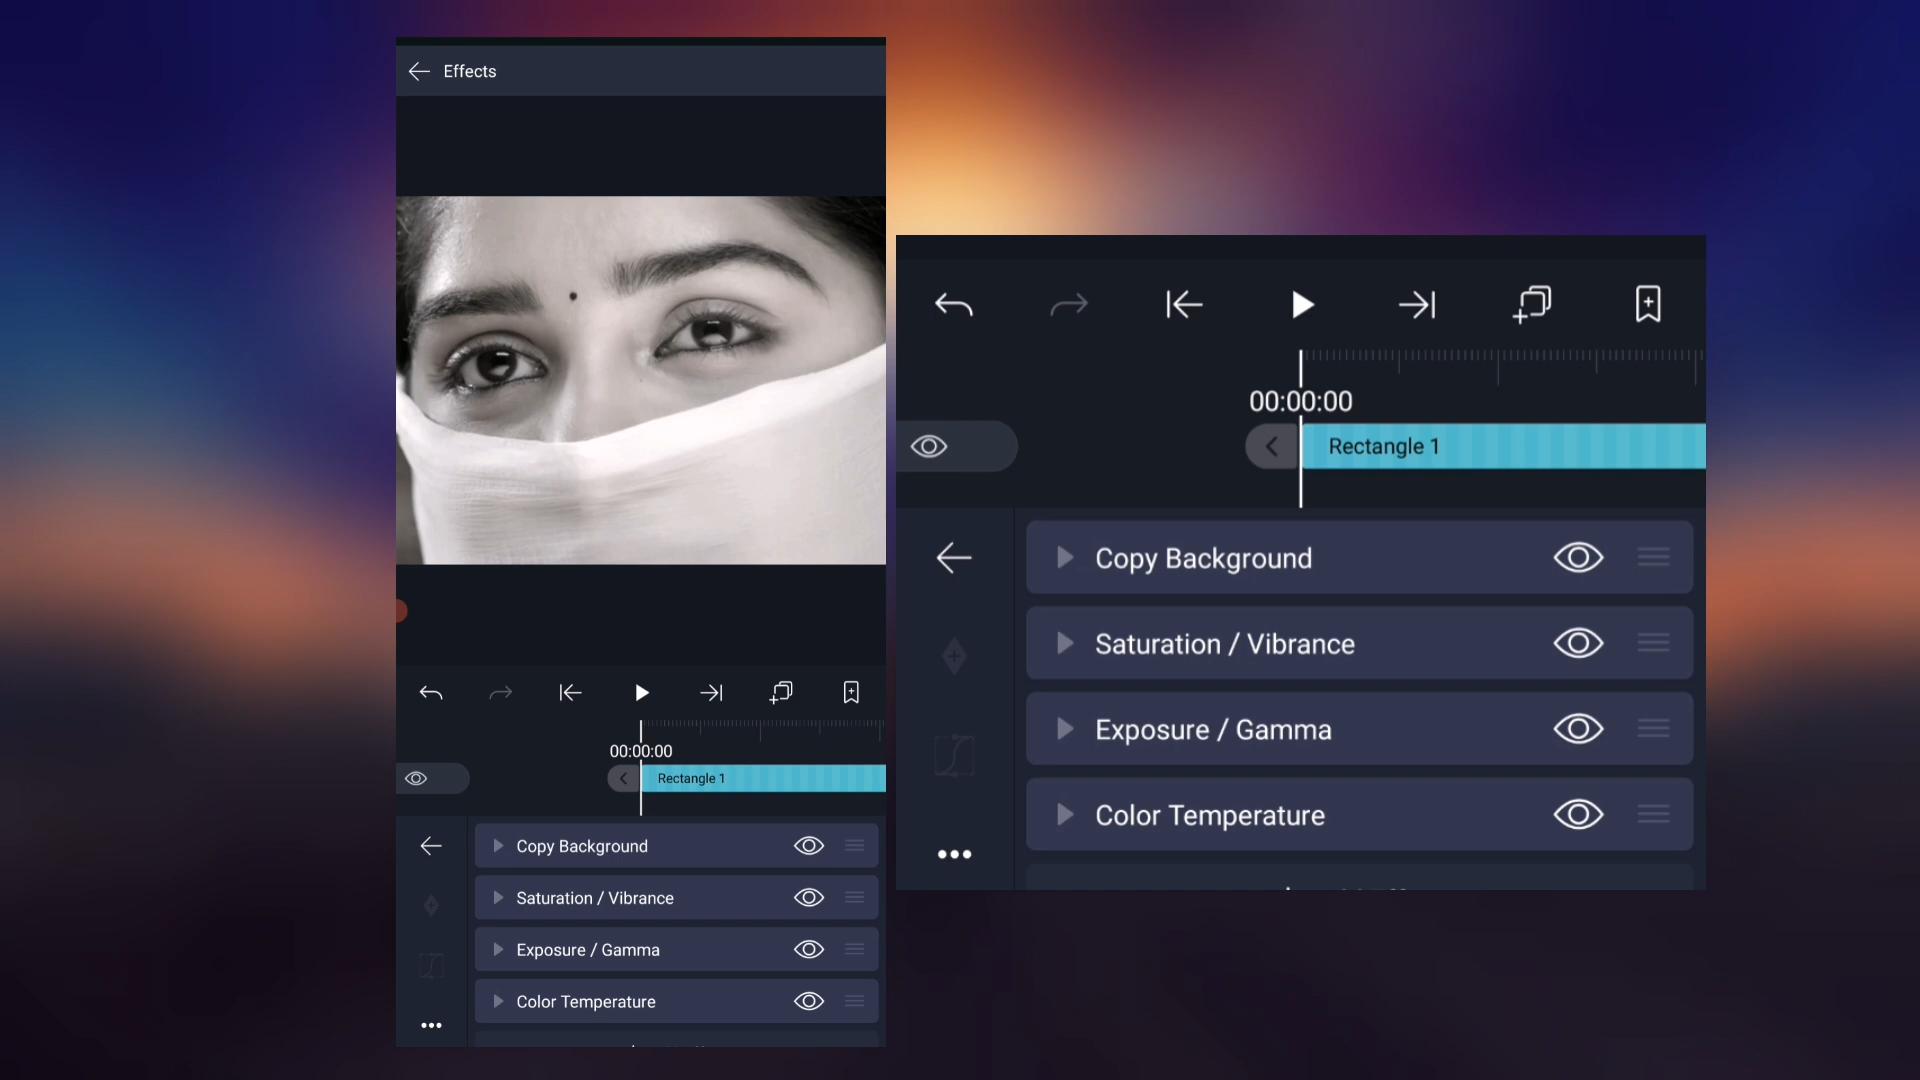 Effects
00:00:00
Rectangle 1
Copy Background
Saturation / Vibrance
Exposure / Gamma
Color Temperature
00:00:00
Rectangle 1
Copy Background
Saturation / Vibrance
Exposure / Gamma
Color Temperature